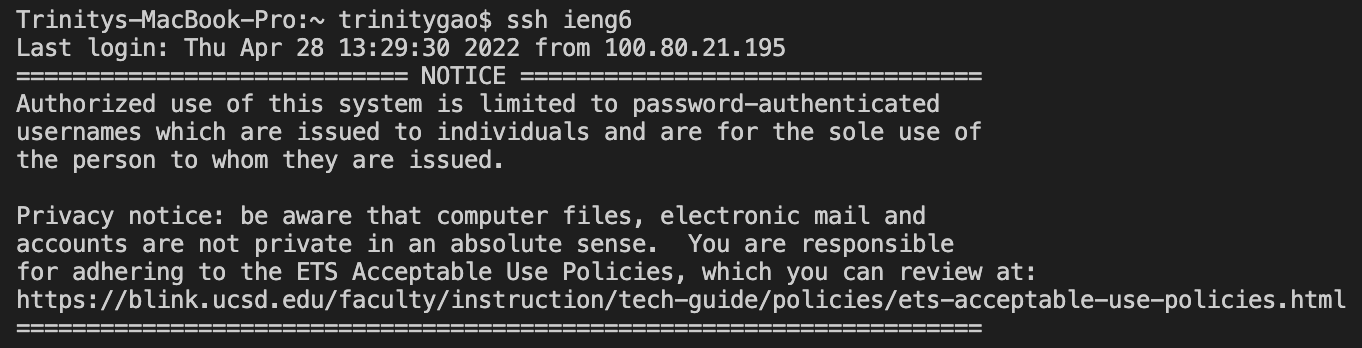 Trinitys-MacBook-Pro:~ trinitygao$ ssh ieng6
Last login: Thu Apr 28 13:29:30 2022 from 100.80.21.195
============================ NOTICE =================================
Authorized use of this system is limited to password-authenticated
usernames which are issued to individuals and are for the sole use of
the person to whom they are issued.

Privacy notice: be aware that computer files, electronic mail and
accounts are not private in an absolute sense.  You are responsible
for adhering to the ETS Acceptable Use Policies, which you can review at:
https://blink.ucsd.edu/faculty/instruction/tech-guide/policies/ets-acceptable-use-policies.html
=====================================================================